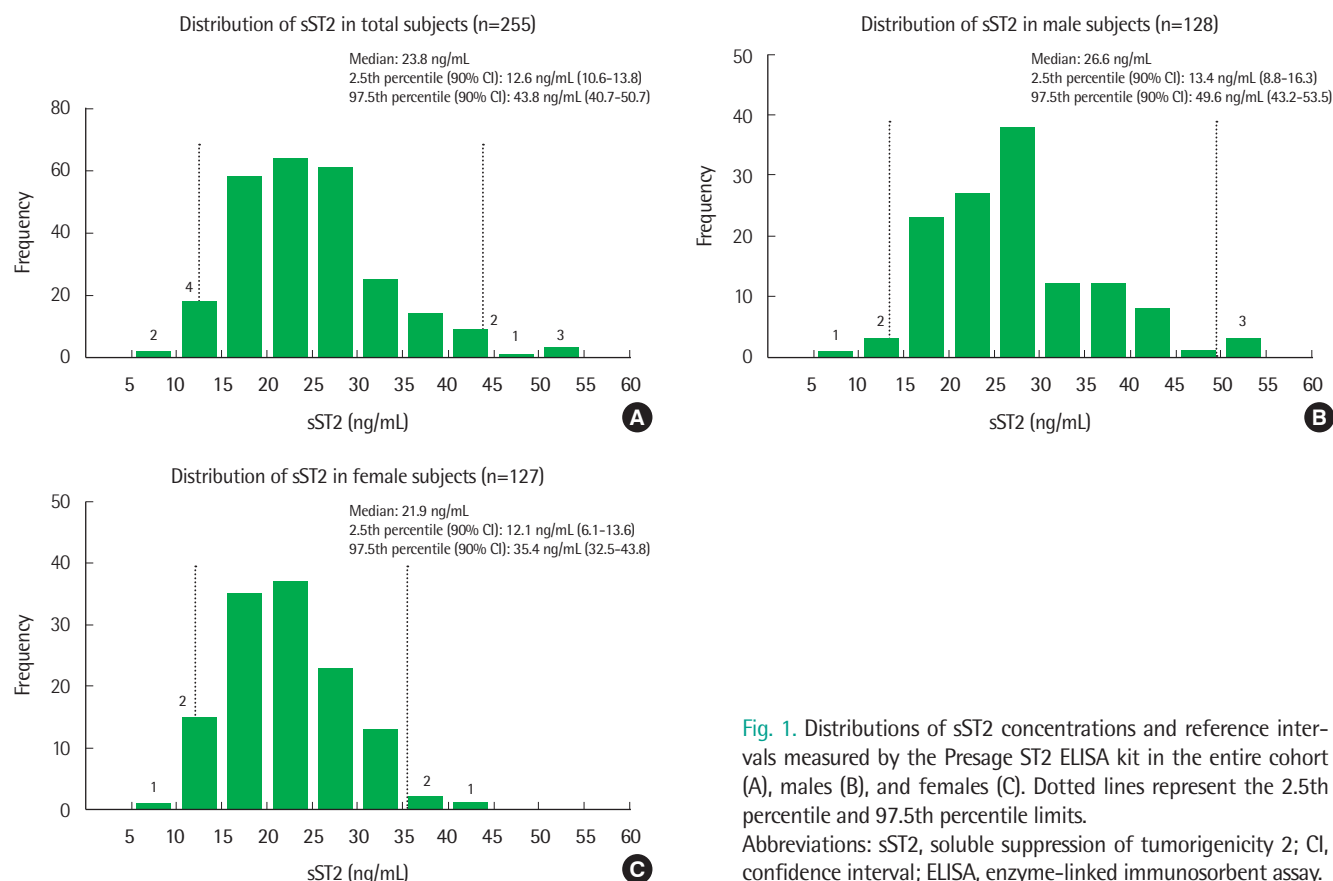 Distribution of sST2 in total subjects (n=255)
Median: 23.8 ng/mL
2.5th percentile (90% CI): 12.6 ng/mL (10.6-13.8)
97.5th percentile (90% CI): 43.8 ng/mL (40.7-50.7)
80
60
40
20
0
Frequency
2
4
2
1
3
5 10 15 20 25 30 35 40 45 50 55 60
sST2 (ng/mL)
A
Distribution of sST2 in male subjects (n=128)
Median: 26.6 ng/mL
2.5th percentile (90% CI): 13.4 ng/mL (8.8-16.3)
97.5th percentile (90% CI): 49.6 ng/mL (43.2-53.5)
50
40
30
20
10
0
Frequency
1
2
3
5 10 15 20 25 30 35 40 45 50 55 60
sST2 (ng/mL)
B
Distribution of sST2 in female subjects (n=127)
Median: 21.9 ng/mL
2.5th percentile (90% CI): 12.1 ng/mL (6.1-13.6)
97.5th percentile (90% CI): 35.4 ng/mL (32.5-43.8)
50
40
30
20
10
0
Frequency
1
2
2
1
5 10 15 20 25 30 35 40 45 50 55 60
sST2 (ng/mL)
C
Fig. 1. Distributions of sST2 concentrations and reference inter-
vals measured by the Presage ST2 ELISA kit in the entire cohort
(A), males (B), and females (C). Dotted lines represent the 2.5th
percentile and 97.5th percentile limits.
Abbreviations: sST2, soluble suppression of tumorigenicity 2; CI,
confidence interval; ELISA, enzyme-linked immunosorbent assay.